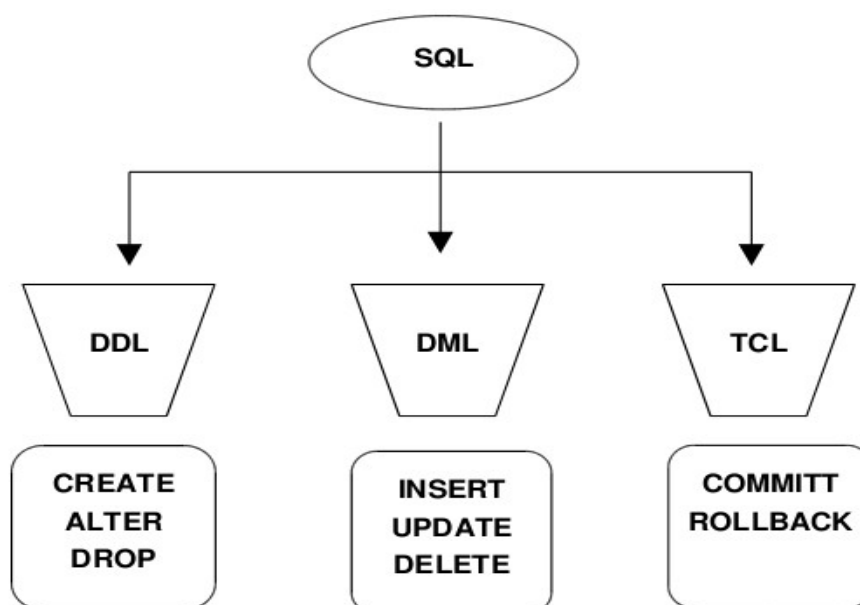 SQL
DDL
DML
TCL
CREATE
ALTER
DROP
INSERT
UPDATE
DELETE
COMMITT
ROLLBACK